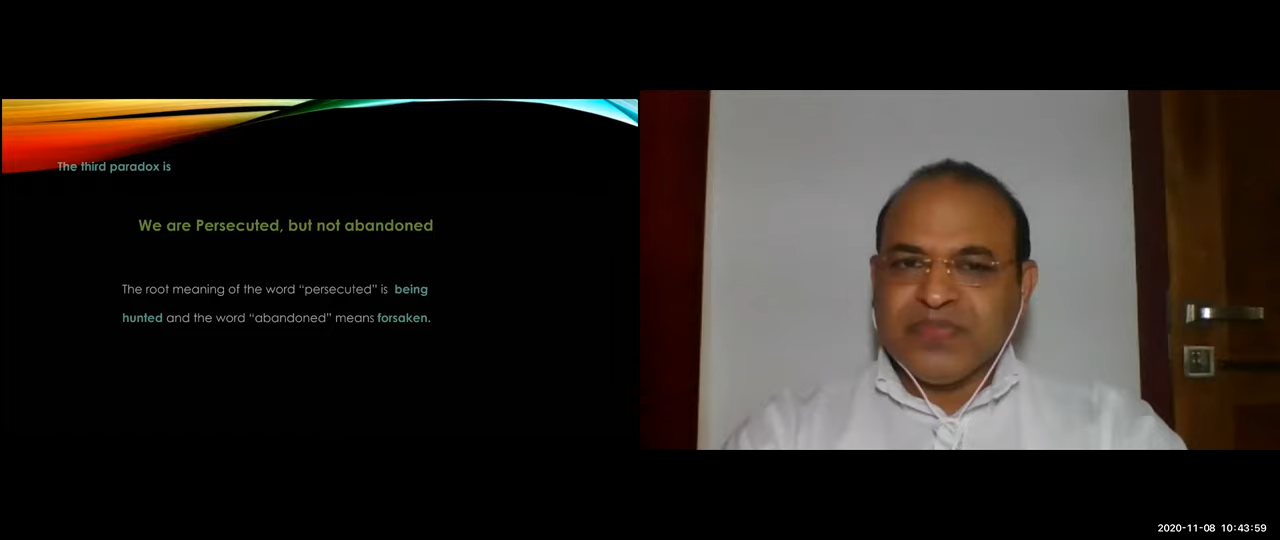 The third paradox is
We are Persecuted, but not abandoned
The root meaning of the word “persecuted” is being
hunted and the word “abandoned” means forsaken.
2020-11-08 10:43:59